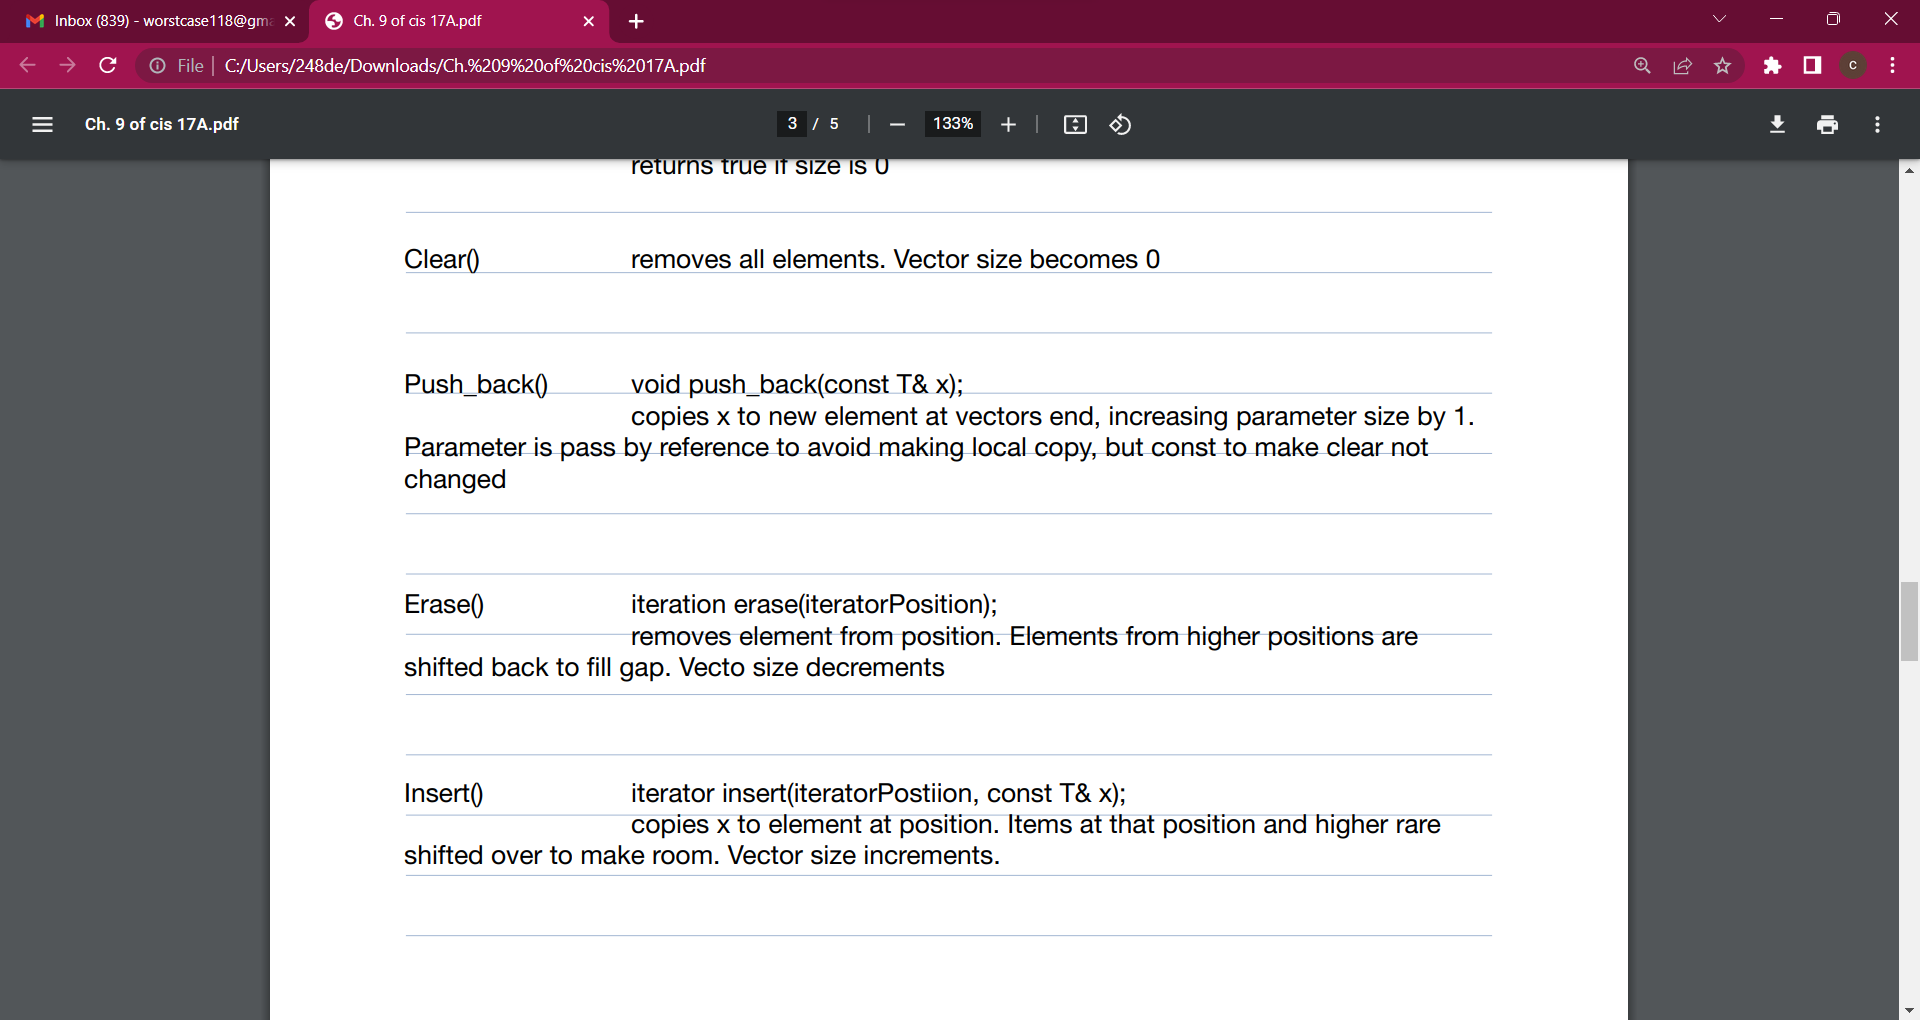 Inbox (839) - worstcase118@gma
Ch. 9 of cis 17A.pdf
File | C:/Users/248de/Downloads/Ch.%209%20of%20cis%2017A.pdf
C
Ch. 9 of cis 17A.pdf
3 / 5
133%
returns true if size is 0
Clear() removes all elements. Vector size becomes 0
Push_back() void push_back(const T& x);
copies x to new element at vectors end, increasing parameter size by 1.
Parameter is pass by reference to avoid making local copy, but const to make clear not
changed
Erase() iteration erase(iteratorPosition);
removes element from position. Elements from higher positions are
shifted back to fill gap. Vecto size decrements
Insert() iterator insert(iteratorPostiion, const T& x);
copies x to element at position. Items at that position and higher rare
shifted over to make room. Vector size increments.